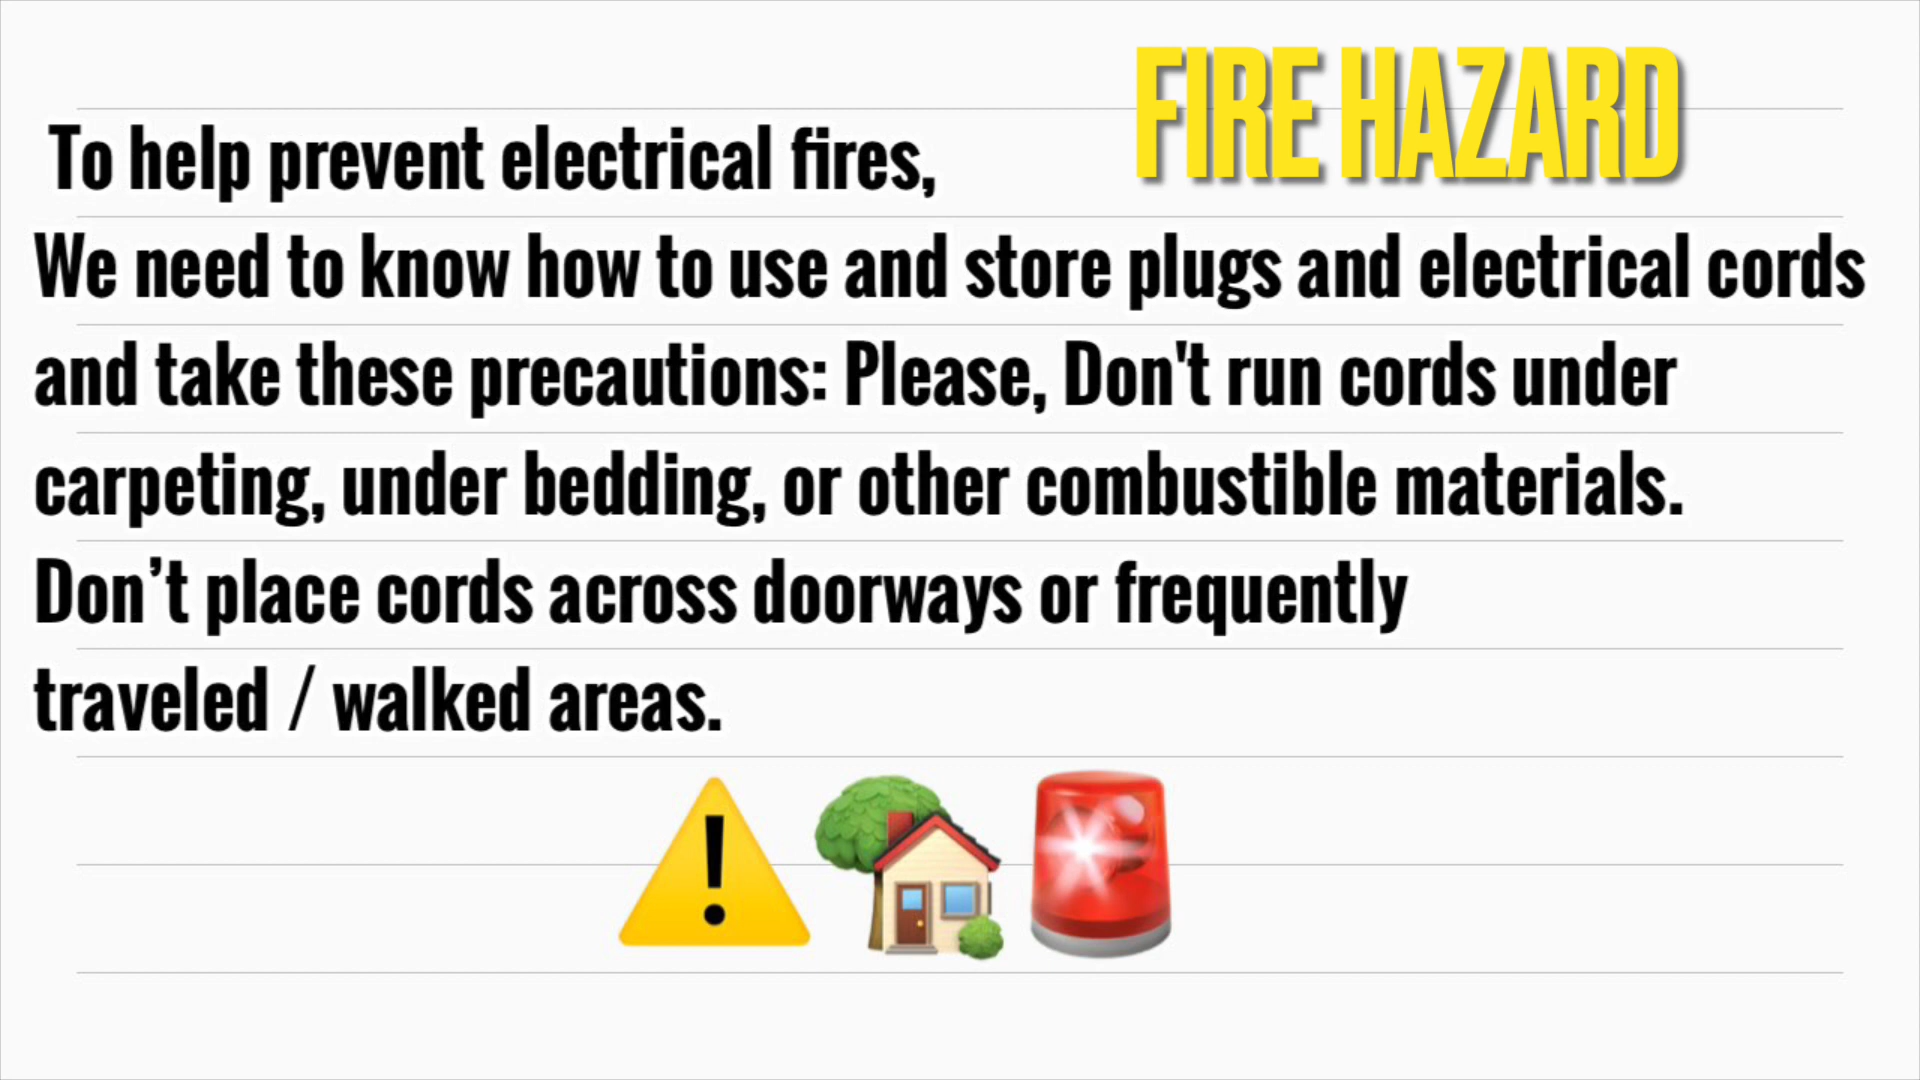 FIRE HAZARD
To help prevent electrical fires,
We need to know how to use and store plugs and electrical cords
and take these precautions: Please, Don't run cords under
carpeting, under bedding, or other combustible materials.
Don’t place cords across doorways or frequently
traveled / walked areas.